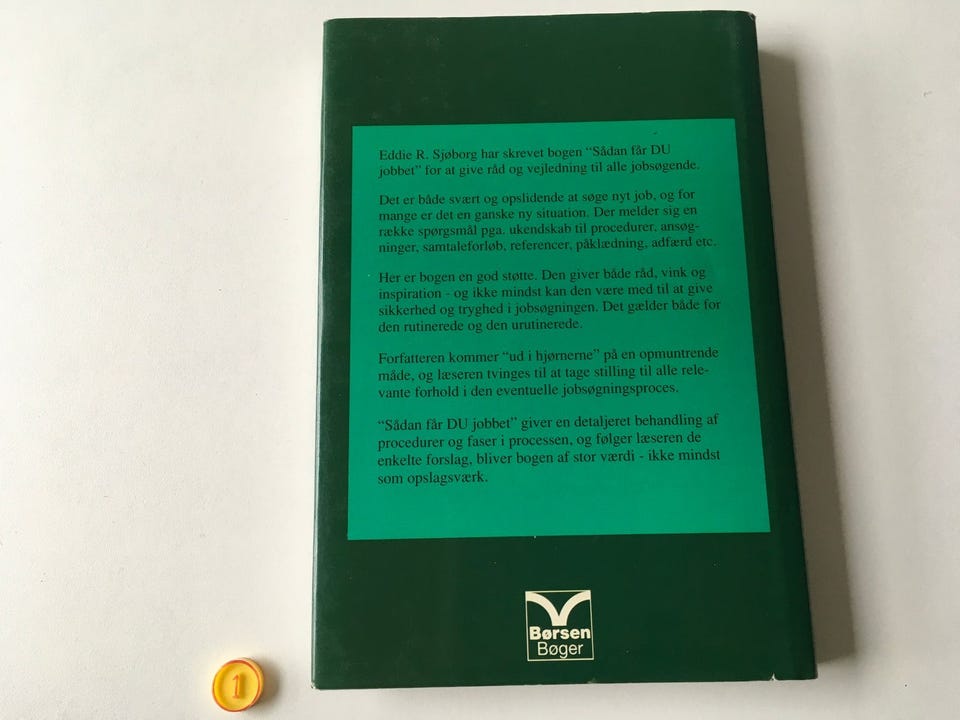 Eddie R. Sjøborg har skrevet bogen “Sådan får DU
jobbet” for at give råd og vejledning til alle jobsøgende.
Det er både svært og opslidende at søge nyt job, og for
mange er det en ganske ny situation. Der melder sig en
række spørgsmål pga. ukendskab til procedurer, ansøg-
ninger, samtaleforløb, referencer, påklædning, adfærd etc.
Her er bogen en god støtte. Den giver både råd, vink og
inspiration - og ikke mindst kan den være med til at give
sikkerhed og tryghed i jobsøgningen. Det gælder både for
den rutinerede og den urutinerede.
Forfatteren kommer “ud i hjørnerne” på en opmuntrende
måde, og læseren tvinges til at tage stilling til alle rele-
vante forhold i den eventuelle jobsøgningsproces.
“Sådan får DU jobbet” giver en detaljeret behandling af
procedurer og faser i processen, og følger læseren de
enkelte forslag, bliver bogen af stor værdi - ikke mindst
som opslagsværk.
Børsen
Bøger
1